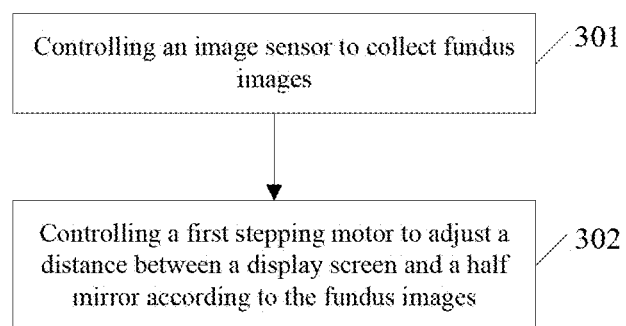 Controlling an image sensor to collect fundus
images
301
Controlling a first stepping motor to adjust a
distance between a display screen and a half
mirror according to the fundus images
302